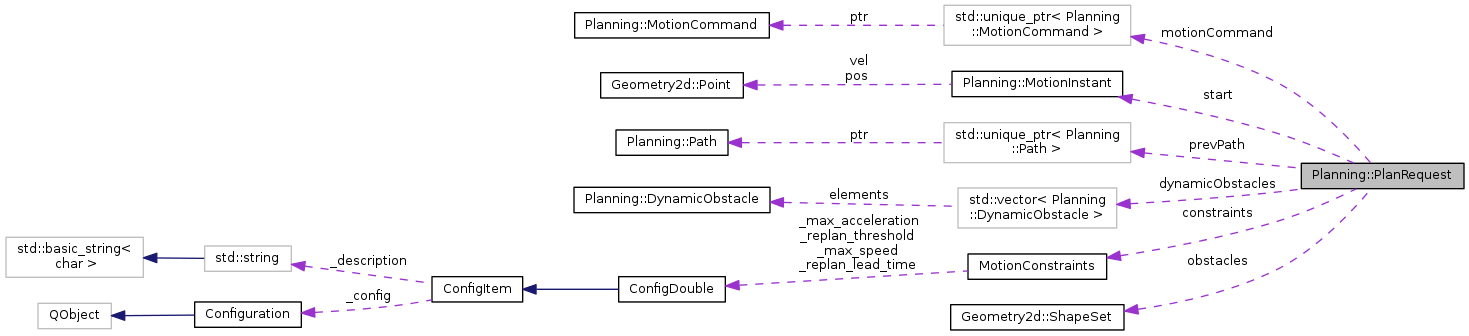 Planning::MotionCommand
ptr
std::unique_ptr< Planning
::MotionCommand >
motionCommand
Geometry2d::Point
vel
pos
Planning::MotionInstant
start
Planning::Path
ptr
std::unique_ptr< Planning
::Path >
prevPath
Planning::PlanRequest
Planning::DynamicObstacle
elements
std::vector< Planning
::DynamicObstacle >
dynamicObstacles
_max_acceleration
_replan_threshold
_max_speed
_replan_lead_time
constraints
std::basic_string<
char >
std::string
_description
ConfigItem
ConfigDouble
MotionConstraints
obstacles
QObject
Configuration
_config
Geometry2d::ShapeSet